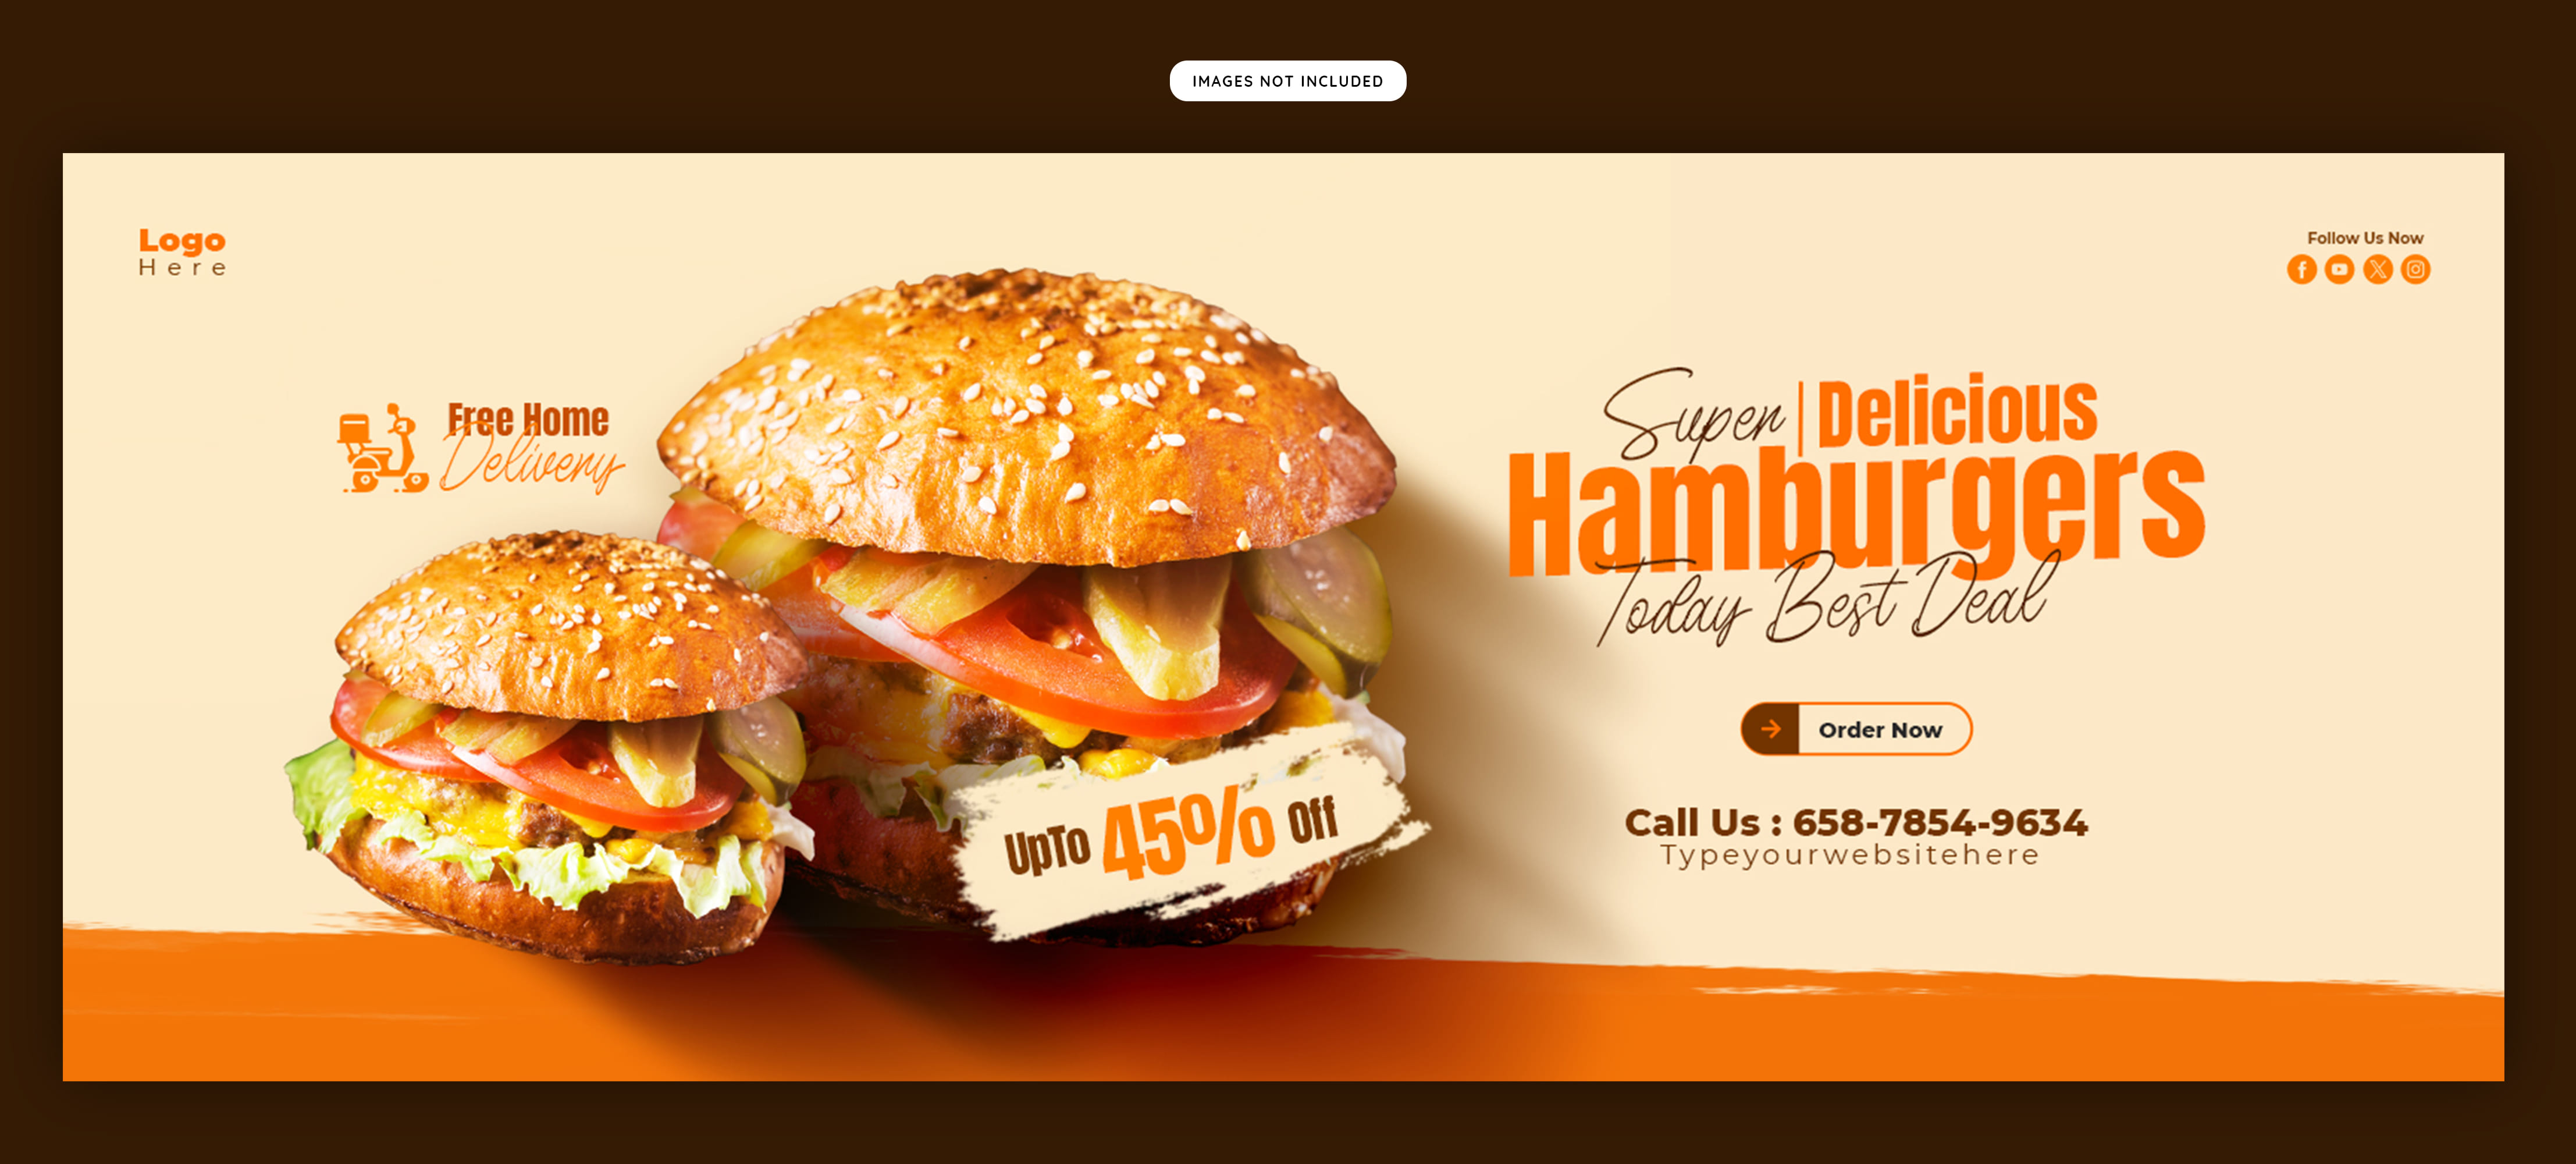 IMAGES NOT INCLUDED
Logo
Here
Follow Us Now
Free Home
Delivery
Super | Delicious
Hamburgers
Today Best Deal
Order Now
UpTo 45% Off
Call Us : 658-7854-9634
Typeyourwebsitehere